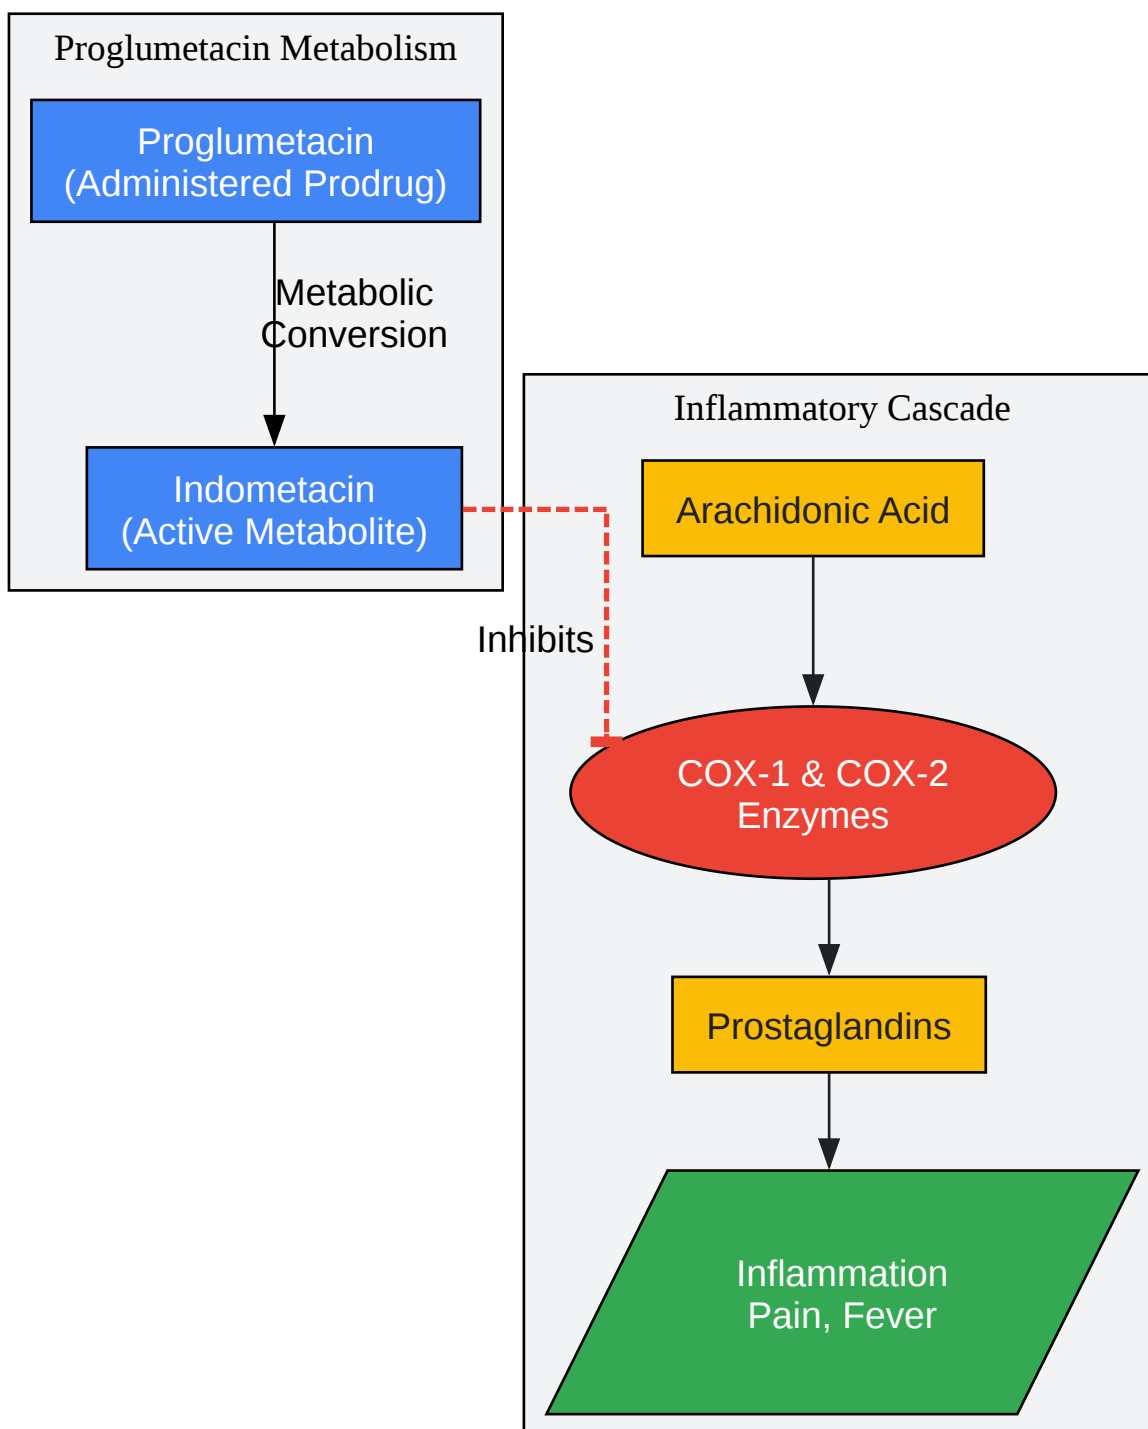 Proglumetacin Metabolism
Proglumetacin
(Administered Prodrug)
Metabolic
Conversion
Indometacin
(Active Metabolite)
Inhibits
Inflammatory Cascade
Arachidonic Acid
COX-1 & COX-2
Enzymes
Prostaglandins
Inflammation
Pain, Fever